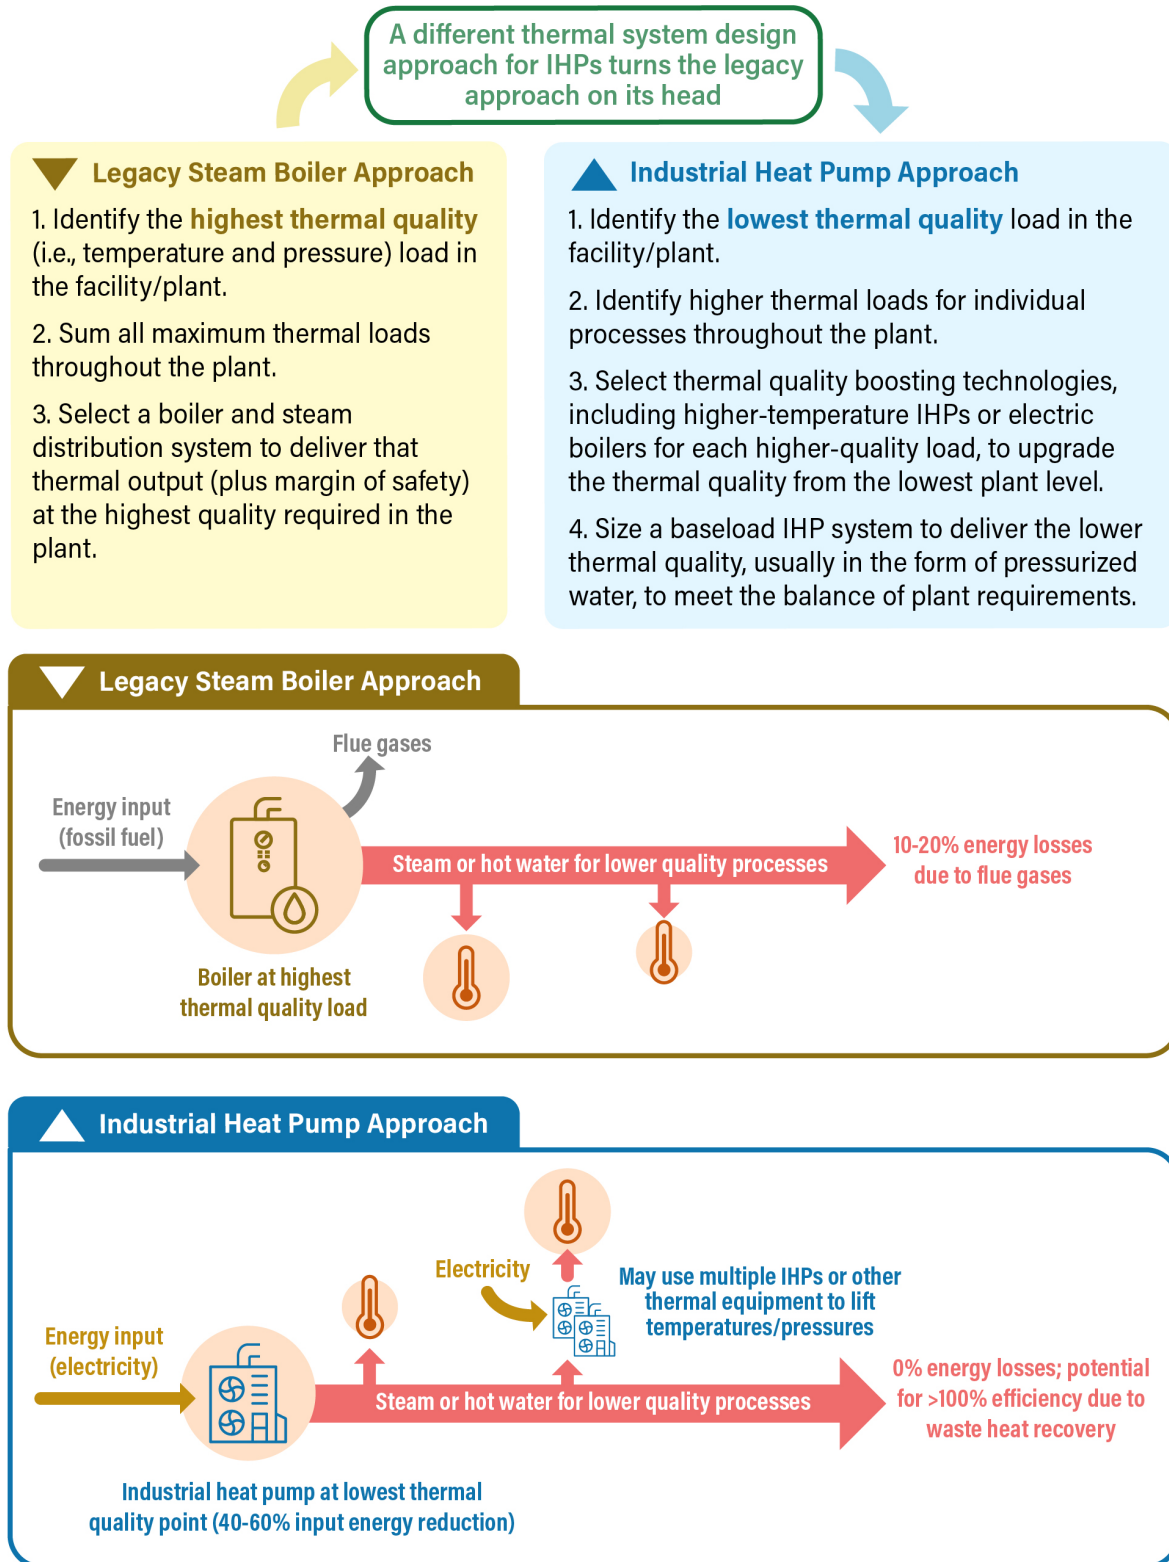 A different thermal system design
approach for IHPs turns the legacy
approach on its head
Legacy Steam Boiler Approach
1. Identify the highest thermal quality
(i.e., temperature and pressure) load in
the facility/plant.
2. Sum all maximum thermal loads
throughout the plant.
3. Select a boiler and steam
distribution system to deliver that
thermal output (plus margin of safety)
at the highest quality required in the
plant.
Industrial Heat Pump Approach
1. Identify the lowest thermal quality load in the
facility/plant.
2. Identify higher thermal loads for individual
processes throughout the plant.
3. Select thermal quality boosting technologies,
including higher-temperature IHPs or electric
boilers for each higher-quality load, to upgrade
the thermal quality from the lowest plant level.
4. Size a baseload IHP system to deliver the lower
thermal quality, usually in the form of pressurized
water, to meet the balance of plant requirements.
Legacy Steam Boiler Approach
Flue gases
Energy input
(fossil fuel)
Steam or hot water for lower quality processes
10-20% energy losses
due to flue gases
Boiler at highest
thermal quality load
Industrial Heat Pump Approach
Electricity
May use multiple IHPs or other
thermal equipment to lift
temperatures/pressures
Energy input
(electricity)
Steam or hot water for lower quality processes
0% energy losses; potential
for >100% efficiency due to
waste heat recovery
Industrial heat pump at lowest thermal
quality point (40-60% input energy reduction)